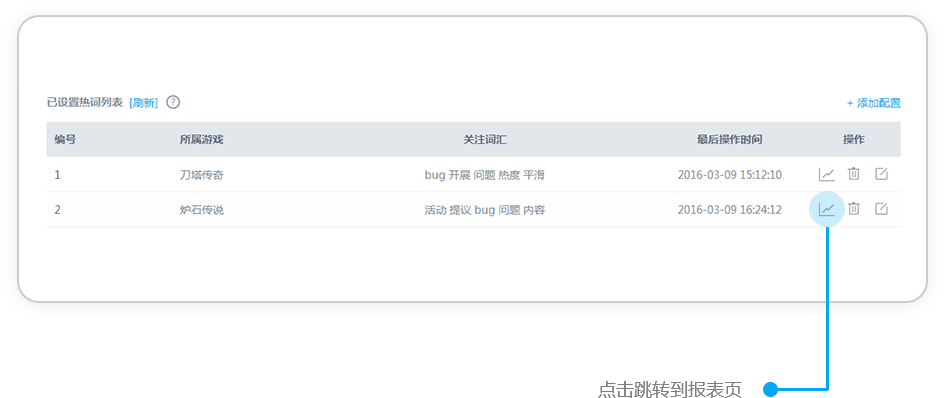 已设置热词列表 [刷新] ? + 添加配置
编号 所属游戏 关注词汇 最后操作时间 操作
1 刀塔传奇 bug 开展 问题 热度 平滑 2016-03-09 15:12:10
2 炉石传说 活动 提议 bug 问题 内容 2016-03-09 16:24:12
点击跳转到报表页